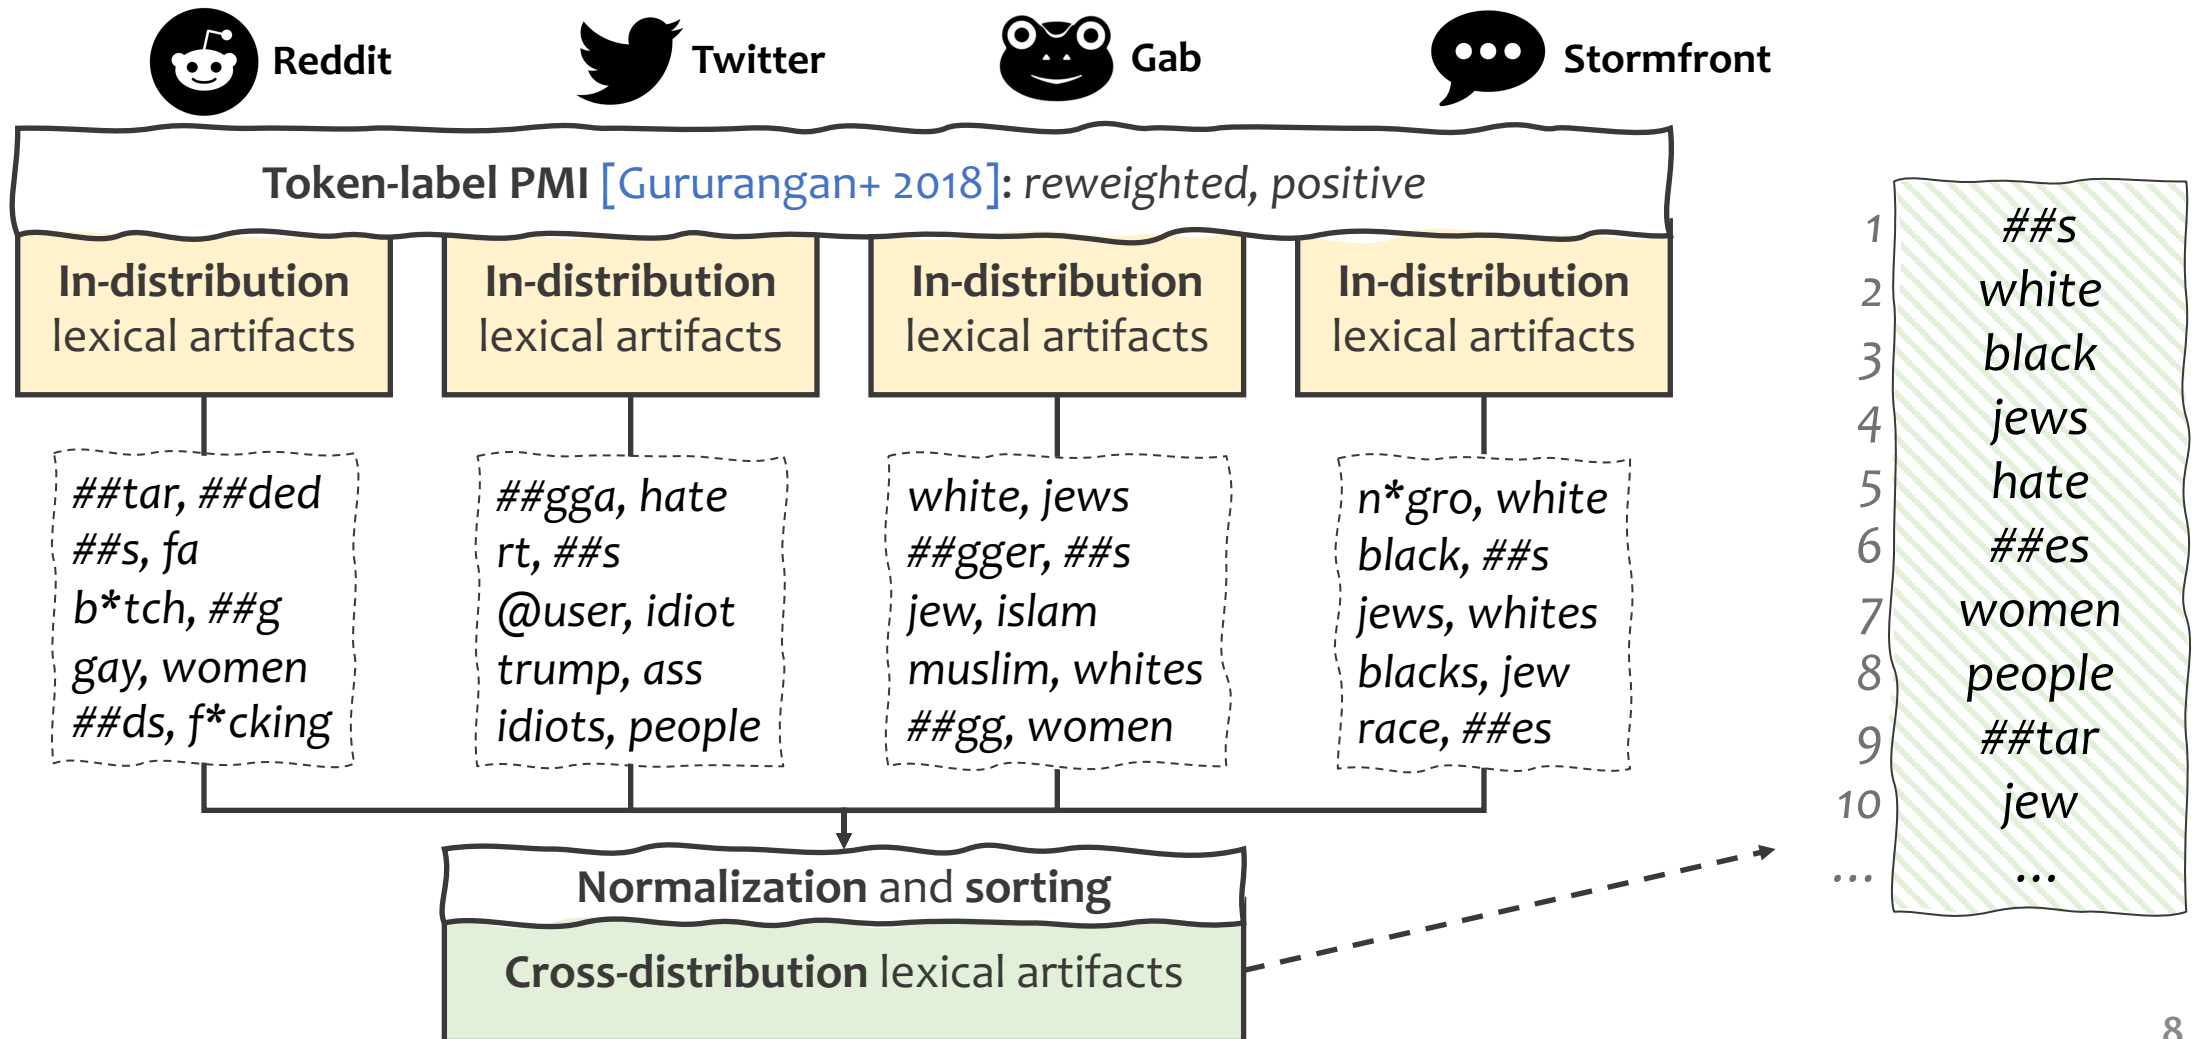 Reddit
Twitter
Gab
Stormfront
Token-label PMI [Gururangan+ 2018]: reweighted, positive
In-distribution
lexical artifacts
In-distribution
lexical artifacts
In-distribution
lexical artifacts
In-distribution
lexical artifacts
##tar, ##ded
##s, fa
b*tch, ##g
gay, women
##ds, f*cking
##gga, hate
rt, ##s
@user, idiot
trump, ass
idiots, people
white, jews
##gger, ##s
jew, islam
muslim, whites
##gg, women
n*gro, white
black, ##s
jews, whites
blacks, jew
race, ##es
Normalization and sorting
Cross-distribution lexical artifacts
1 ##s
2 white
3 black
4 jews
5 hate
6 ##es
7 women
8 people
9 ##tar
10 jew
... ...
8